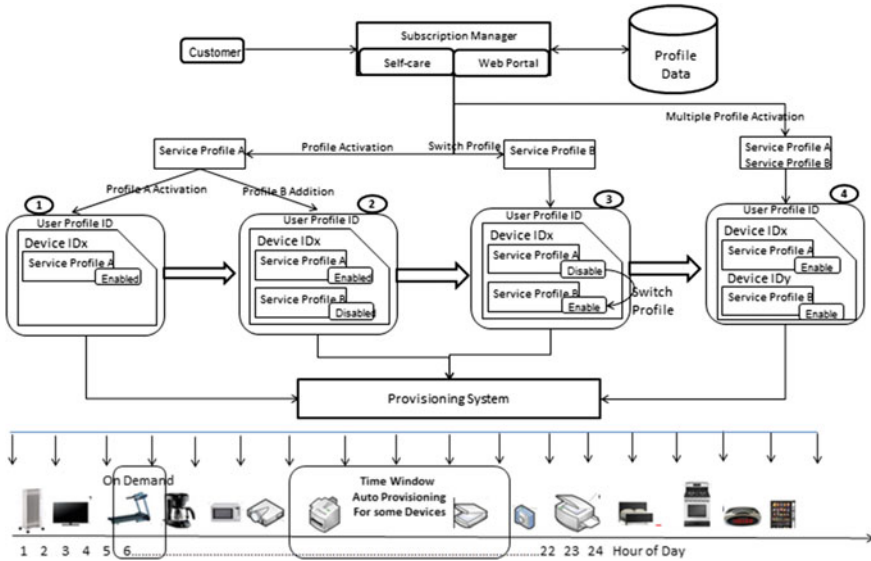 Customer
Subscription Manager
Self-care
Web Portal
Profile
Data
Multiple Profile Activation
Service Profile A
Profile Activation
Switch Profile
Service Profile B
Service Profile A
Service Profile B
Profile A Activation
Profile B Addition
1
User Profile ID
Device IDx
Service Profile A
Enabled
2
User Profile ID
Device IDx
Service Profile A
Enabled
Service Profile B
Disabled
3
User Profile ID
Device IDx
Service Profile A
Disable
Service Profile B
Enable
Switch
Profile
4
User Profile ID
Device IDx
Service Profile A
Enable
Device IDy
Service Profile B
Enable
Provisioning System
On Demand
Time Window
Auto Provisioning
For some Devices
1 2 3 4 5 6 22 23 24 Hour of Day